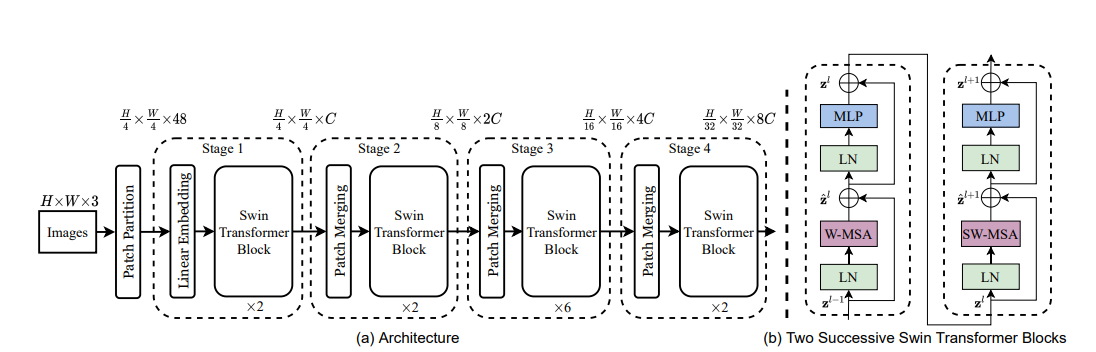 H/4 × W/4 × 48
H/4 × W/4 × C
H/8 × W/8 × 2C
H/16 × W/16 × 4C
H/32 × W/32 × 8C
Stage 1
Stage 2
Stage 3
Stage 4
H×W×3
Images
Patch Partition
Linear Embedding
Swin
Transformer
Block
×2
Patch Merging
Swin
Transformer
Block
×2
Patch Merging
Swin
Transformer
Block
×6
Patch Merging
Swin
Transformer
Block
×2
(a) Architecture
z^l
MLP
LN
ẑ^l
W-MSA
LN
z^{l-1}
z^{l+1}
MLP
LN
ẑ^{l+1}
SW-MSA
LN
z^l
(b) Two Successive Swin Transformer Blocks